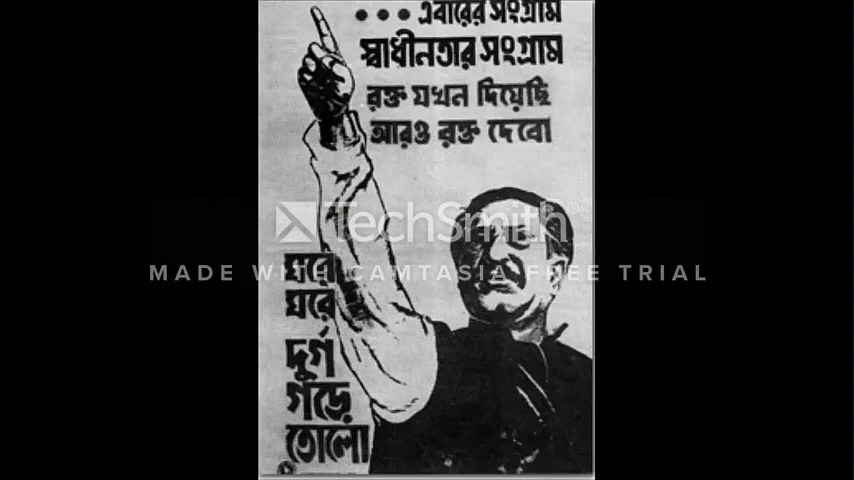 ... এবারের সংগ্রাম
স্বাধীনতার সংগ্রাম
রক্ত যখন দিয়েছি
আরও রক্ত দেবো
ঘরে
ঘরে
দুর্গ
গড়ে
তোলো
TechSmith®
MADE WITH CAMTASIA FREE TRIAL